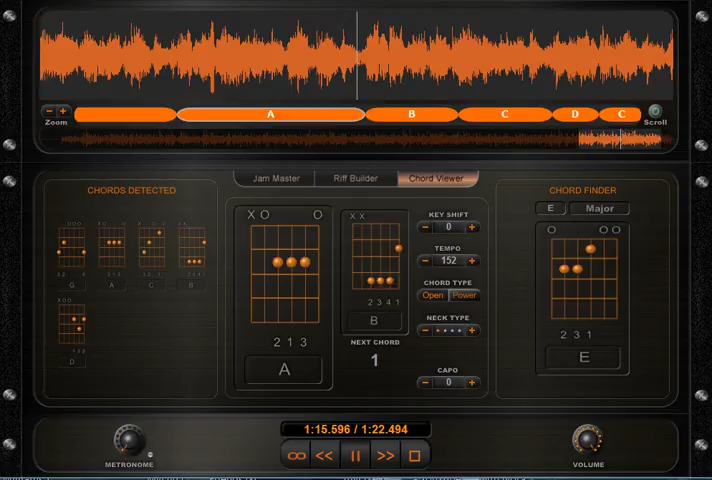 A B C D C
Zoom
Scroll
Jam Master Riff Builder Chord Viewer
CHORDS DETECTED
CHORD FINDER
G A C B
D
X O O
2 1 3
A
X X
2 3 4 1
B
NEXT CHORD
1
KEY SHIFT
0
TEMPO
152
CHORD TYPE
Open Power
NECK TYPE
CAPO
0
E Major
O O O
2 3 1
E
METRONOME
1:15.596 / 1:22.494
VOLUME